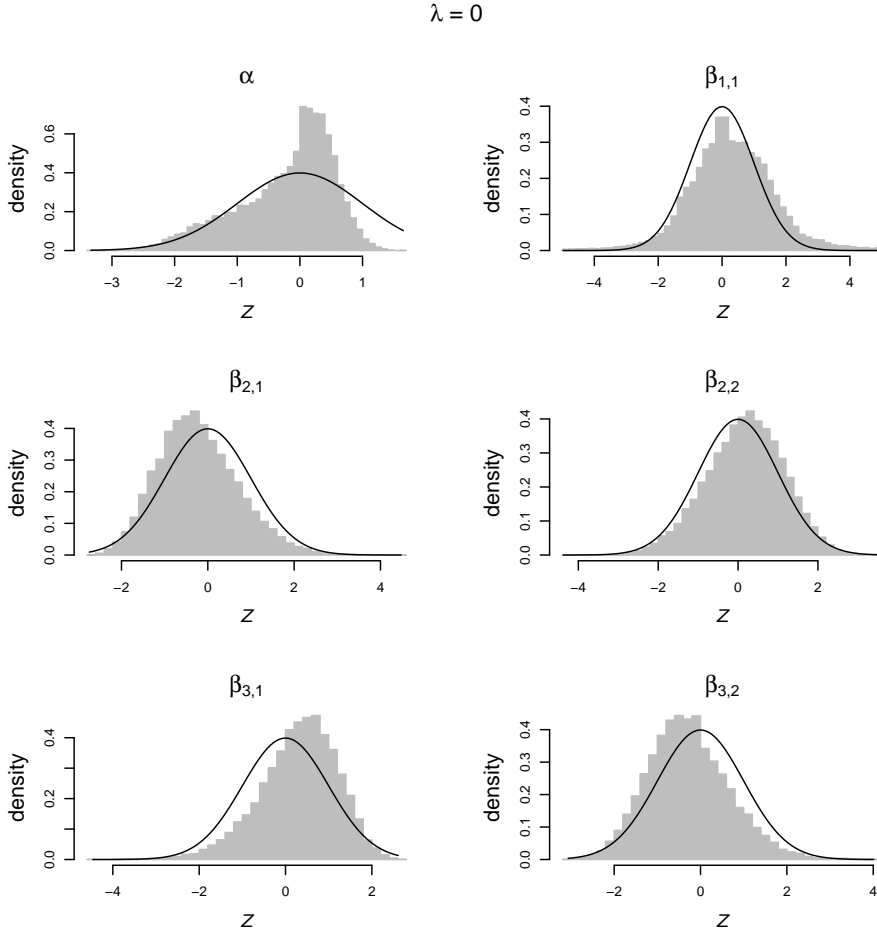 λ = 0
α
density
0.0 0.2 0.4 0.6
−3 −2 −1 0 1
z
β1,1
density
0.0 0.1 0.2 0.3 0.4
−4 −2 0 2 4
z
β2,1
density
0.0 0.1 0.2 0.3 0.4
−2 0 2 4
z
β2,2
density
0.0 0.1 0.2 0.3 0.4
−4 −2 0 2
z
β3,1
density
0.0 0.2 0.4
−4 −2 0 2
z
β3,2
density
0.0 0.1 0.2 0.3 0.4
−2 0 2 4
z